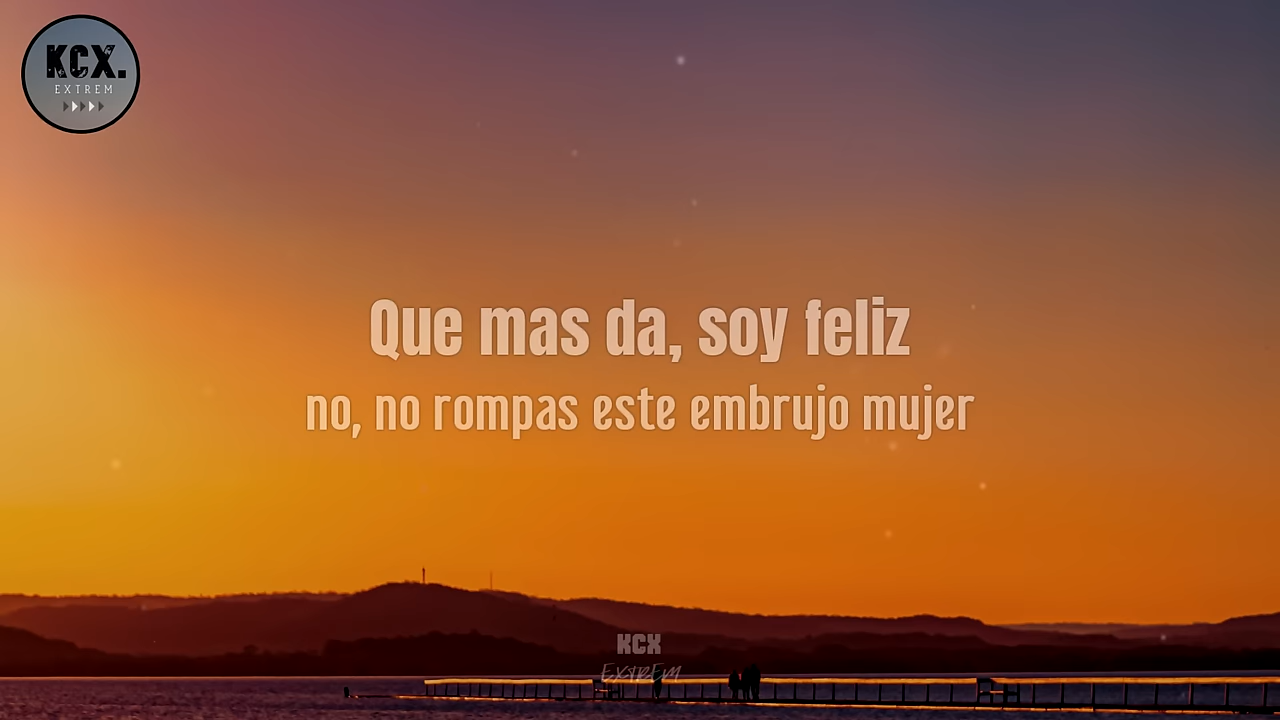 KCX.
EXTREM
Que mas da, soy feliz
no, no rompas este embrujo mujer
KCX
ExtrEm